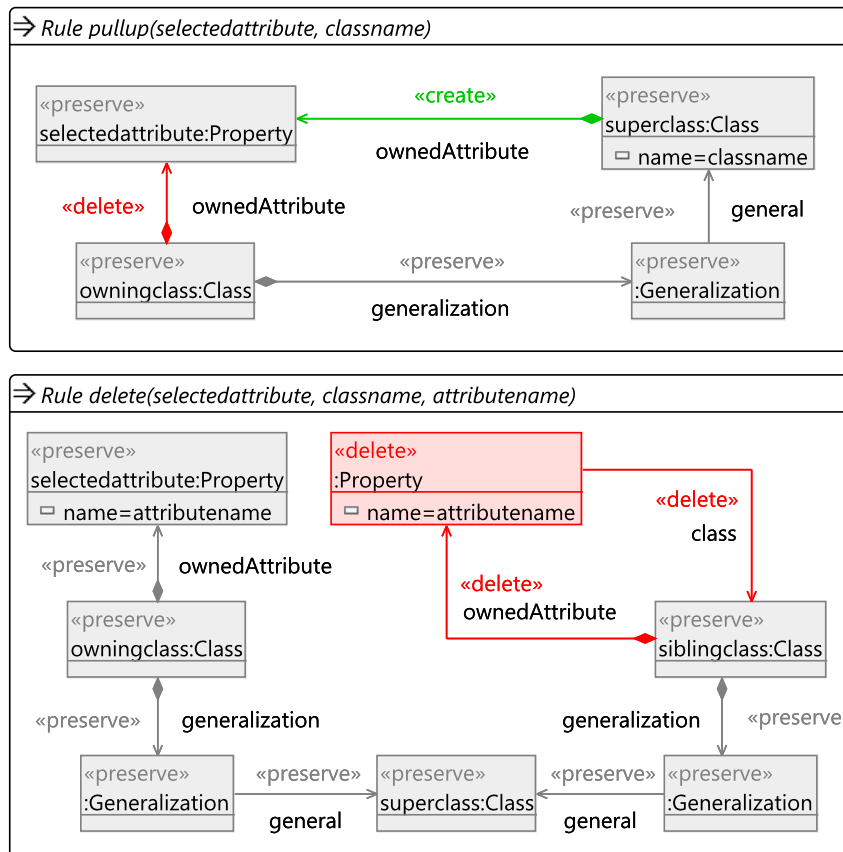 Rule pullup(selectedattribute, classname)
«preserve»
selectedattribute:Property
«create»
ownedAttribute
«preserve»
superclass:Class
name=classname
«delete»
ownedAttribute
«preserve»
general
«preserve»
owningclass:Class
«preserve»
generalization
«preserve»
:Generalization
Rule delete(selectedattribute, classname, attributename)
«preserve»
selectedattribute:Property
name=attributename
«delete»
:Property
name=attributename
«delete»
class
«preserve»
ownedAttribute
«delete»
ownedAttribute
«preserve»
owningclass:Class
«preserve»
siblingclass:Class
«preserve»
generalization
generalization
«preserve
«preserve»
:Generalization
«preserve»
general
«preserve»
superclass:Class
«preserve»
general
«preserve»
:Generalization